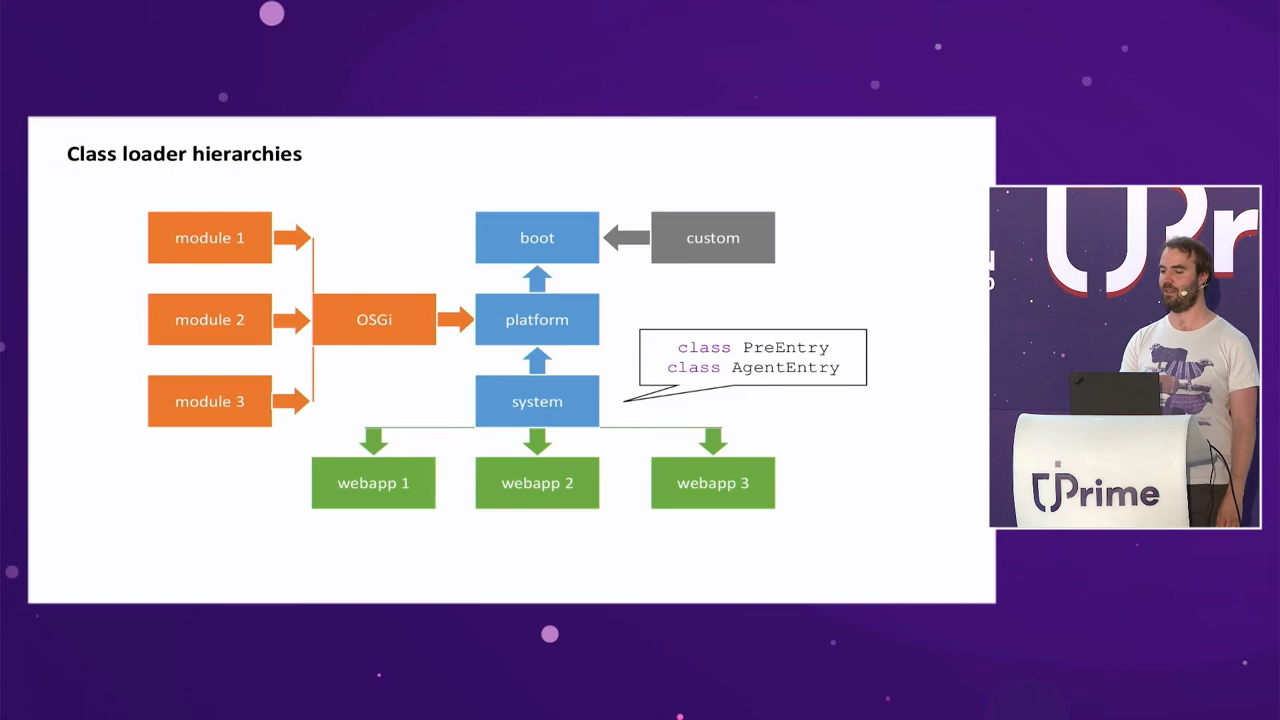 Class loader hierarchies
module 1
boot
custom
module 2
OSGi
platform
class PreEntry
class AgentEntry
module 3
system
webapp 1
webapp 2
webapp 3
JPrime